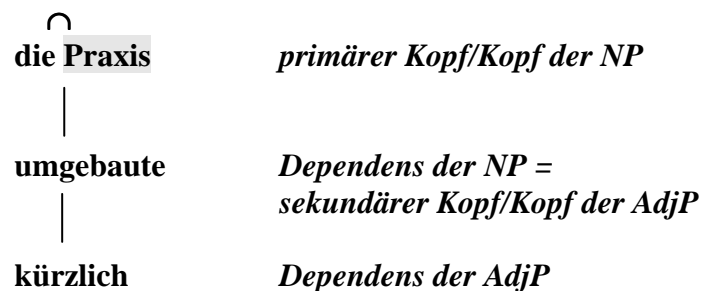 die Praxis primärer Kopf/Kopf der NP
umgebaute Dependens der NP =
sekundärer Kopf/Kopf der AdjP
kürzlich Dependens der AdjP